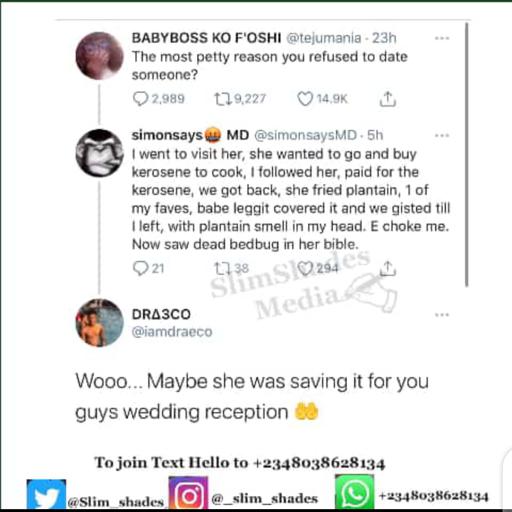 BABYBOSS KO F'OSHI @tejumania · 23h ...
The most petty reason you refused to date
someone?
2,989 9,227 14.9K
simonsays🤬 MD @simonsaysMD · 5h ...
I went to visit her, she wanted to go and buy
kerosene to cook, I followed her, paid for the
kerosene, we got back, she fried plantain, 1 of
my faves, babe leggit covered it and we gisted till
I left, with plantain smell in my head. E choke me.
Now saw dead bedbug in her bible.
21 38 294
SlimShades
Media
DRΔ3CO ...
@iamdraeco
Wooo... Maybe she was saving it for you
guys wedding reception 🤲
To join Text Hello to +2348038628134
@Slim_shades @_slim_shades +2348038628134